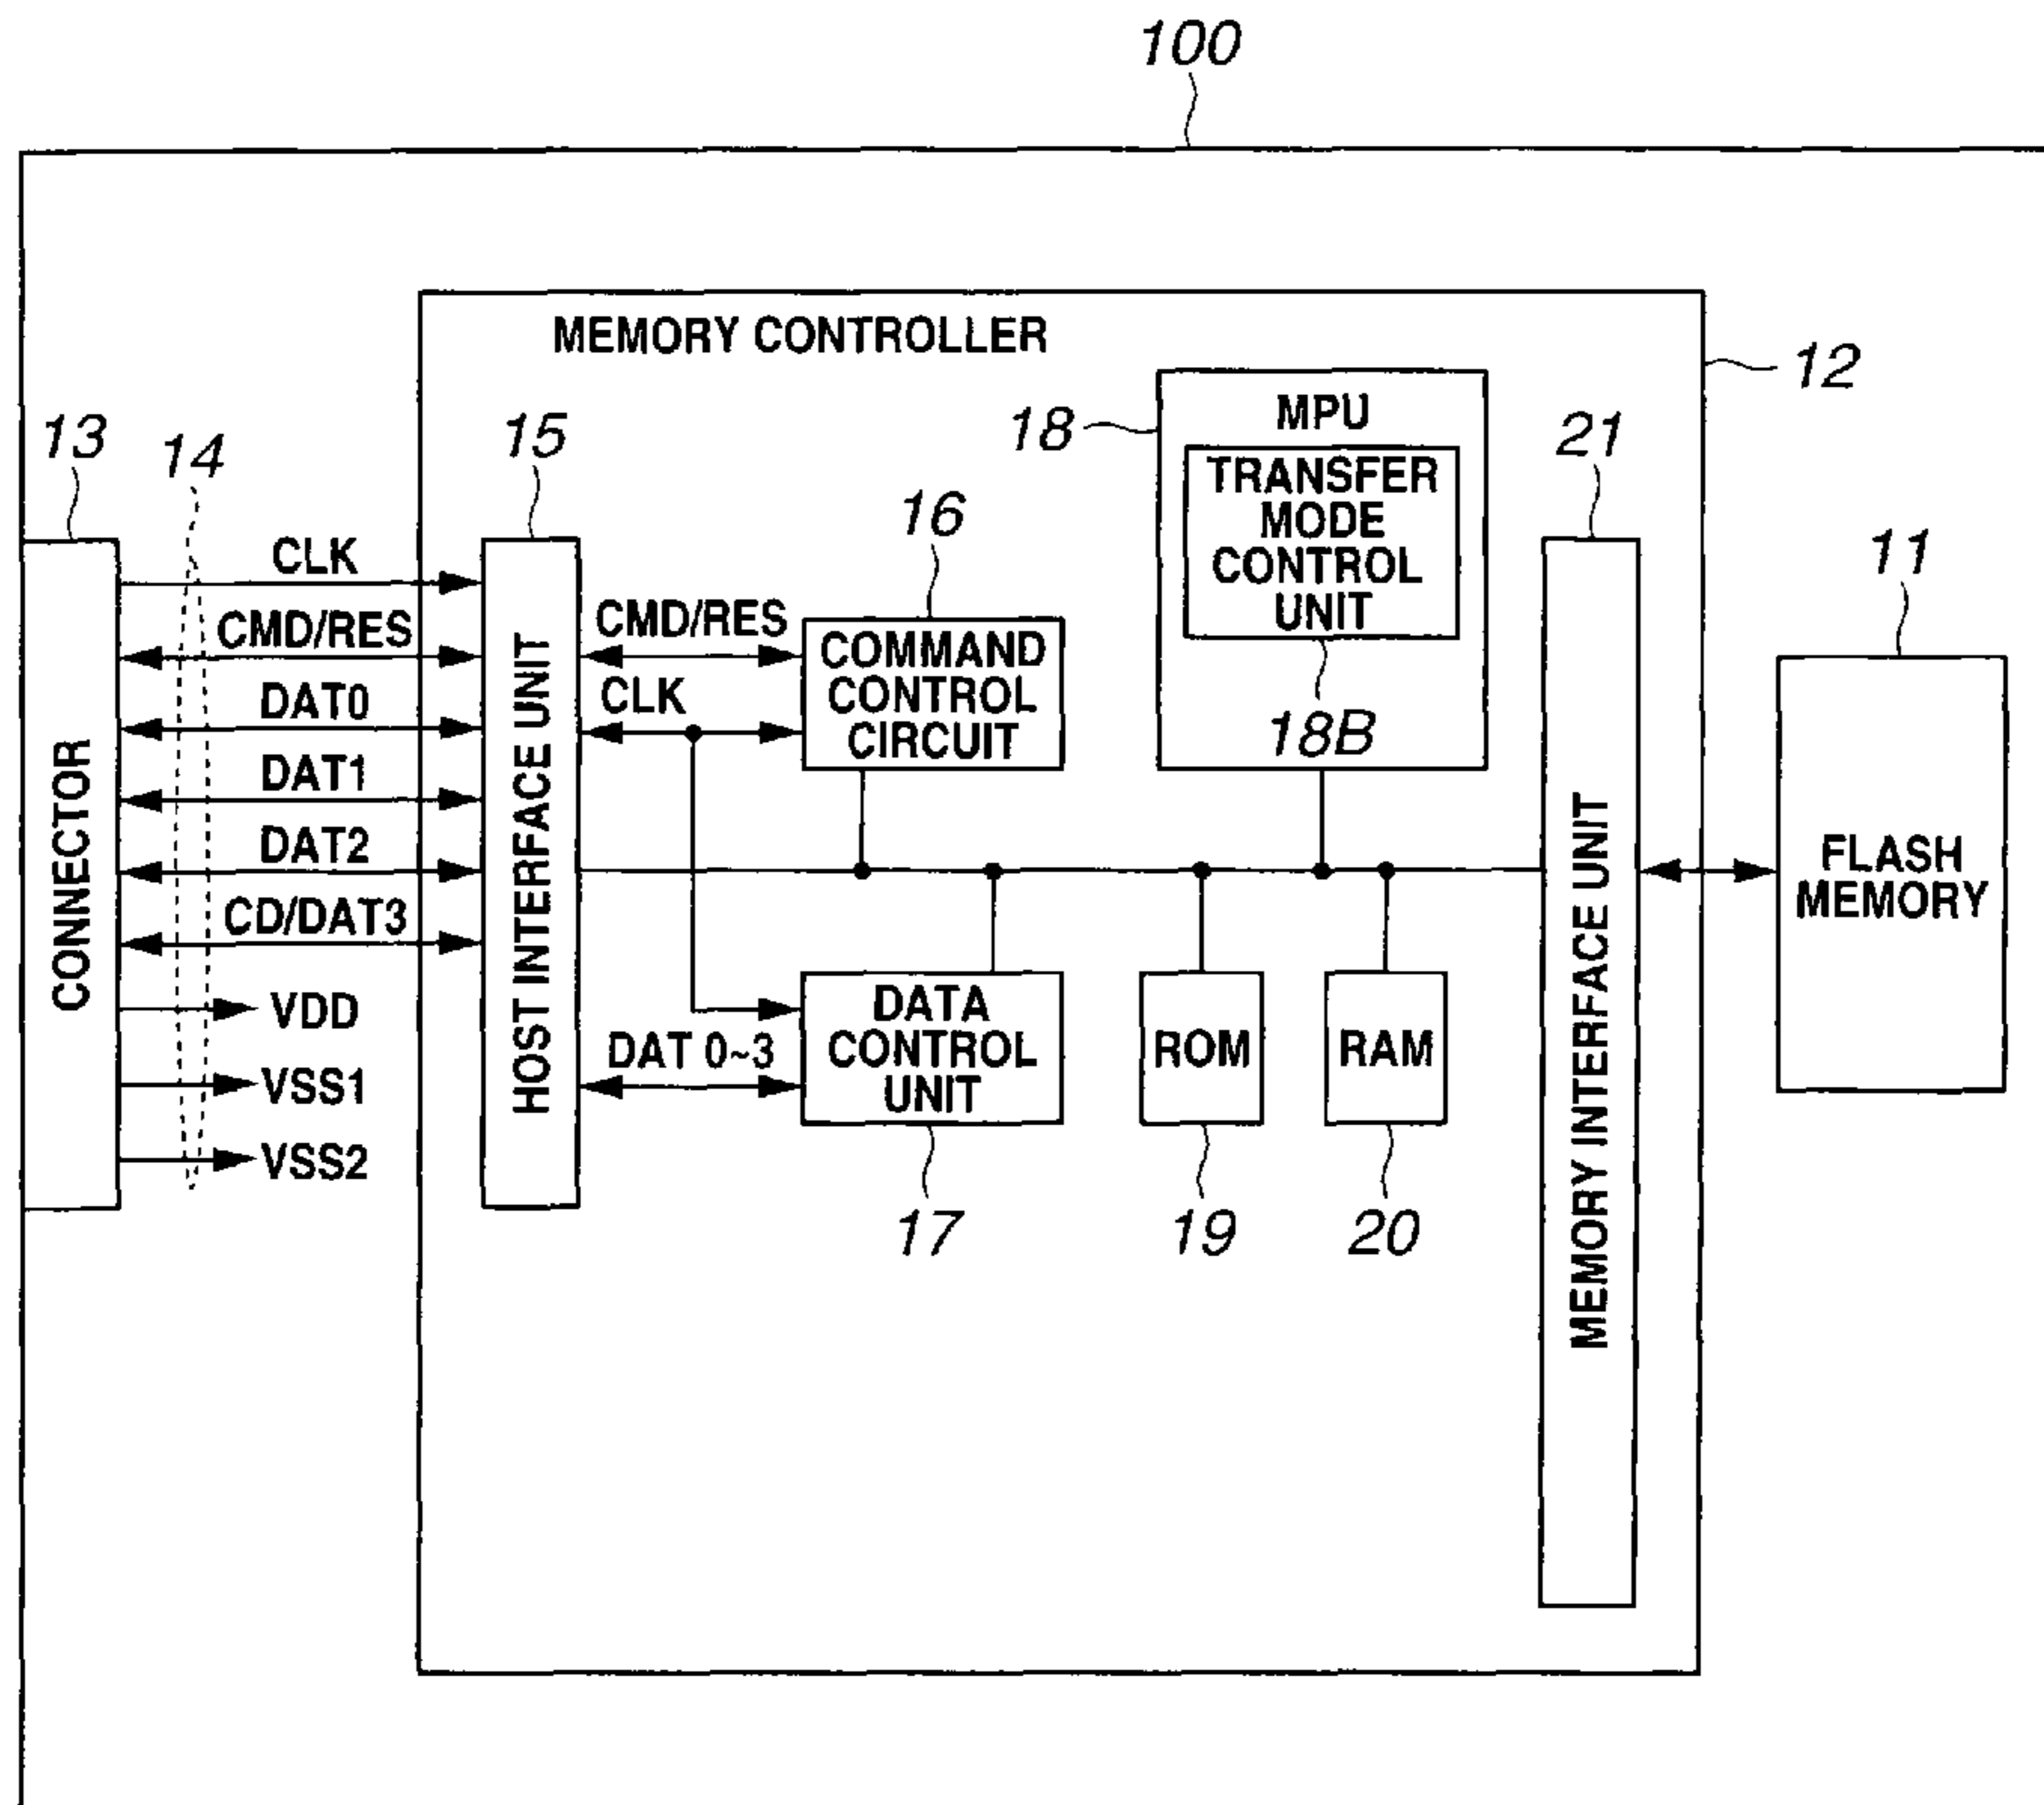 100
MEMORY CONTROLLER
12
13
14
15
16
18
MPU
TRANSFER
MODE
CONTROL
UNIT
18B
21
11
CLK
CMD/RES
DAT0
DAT1
DAT2
CD/DAT3
VDD
VSS1
VSS2
CONNECTOR
HOST INTERFACE UNIT
CMD/RES
CLK
COMMAND
CONTROL
CIRCUIT
DAT 0~3
DATA
CONTROL
UNIT
17
ROM
19
RAM
20
MEMORY INTERFACE UNIT
FLASH
MEMORY